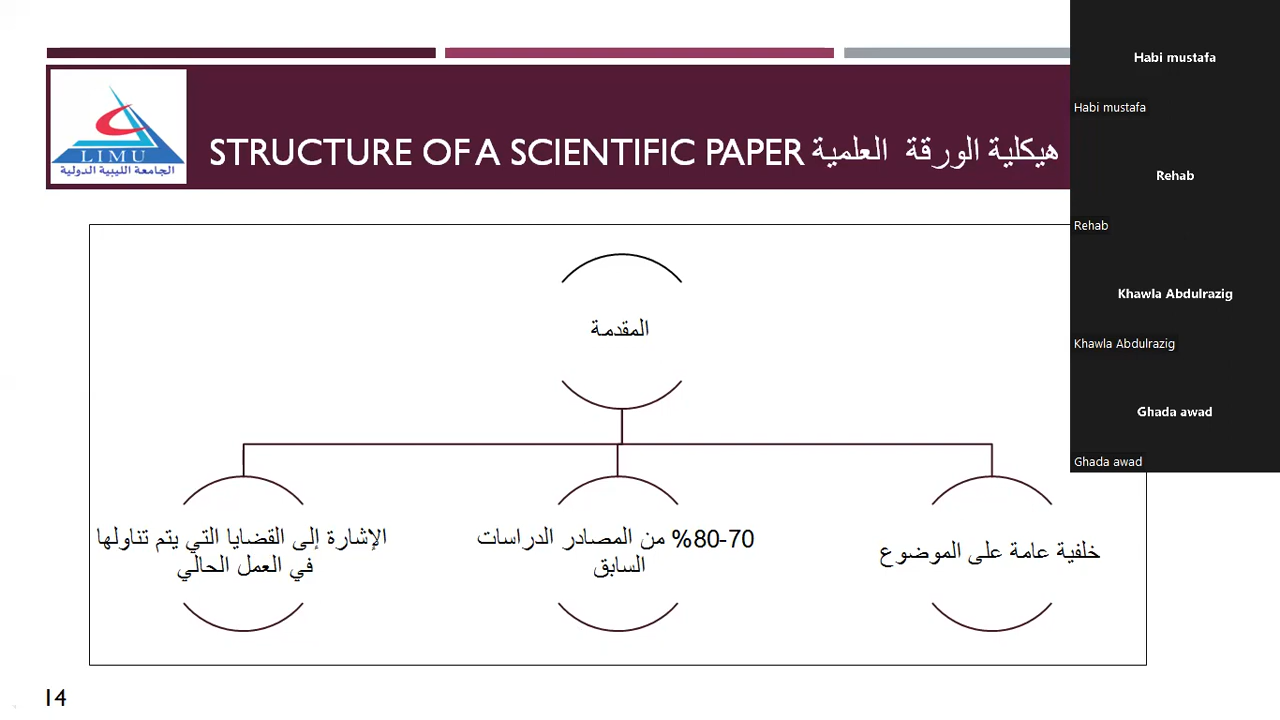 STRUCTURE OF A SCIENTIFIC PAPER هيكلية الورقة العلمية
LIMU
الجامعة الليبية الدولية
المقدمة
خلفية عامة على الموضوع
70-80% من المصادر الدراسات
السابق
الإشارة إلى القضايا التي يتم تناولها
في العمل الحالي
14
Habi mustafa
Habi mustafa
Rehab
Rehab
Khawla Abdulrazig
Khawla Abdulrazig
Ghada awad
Ghada awad